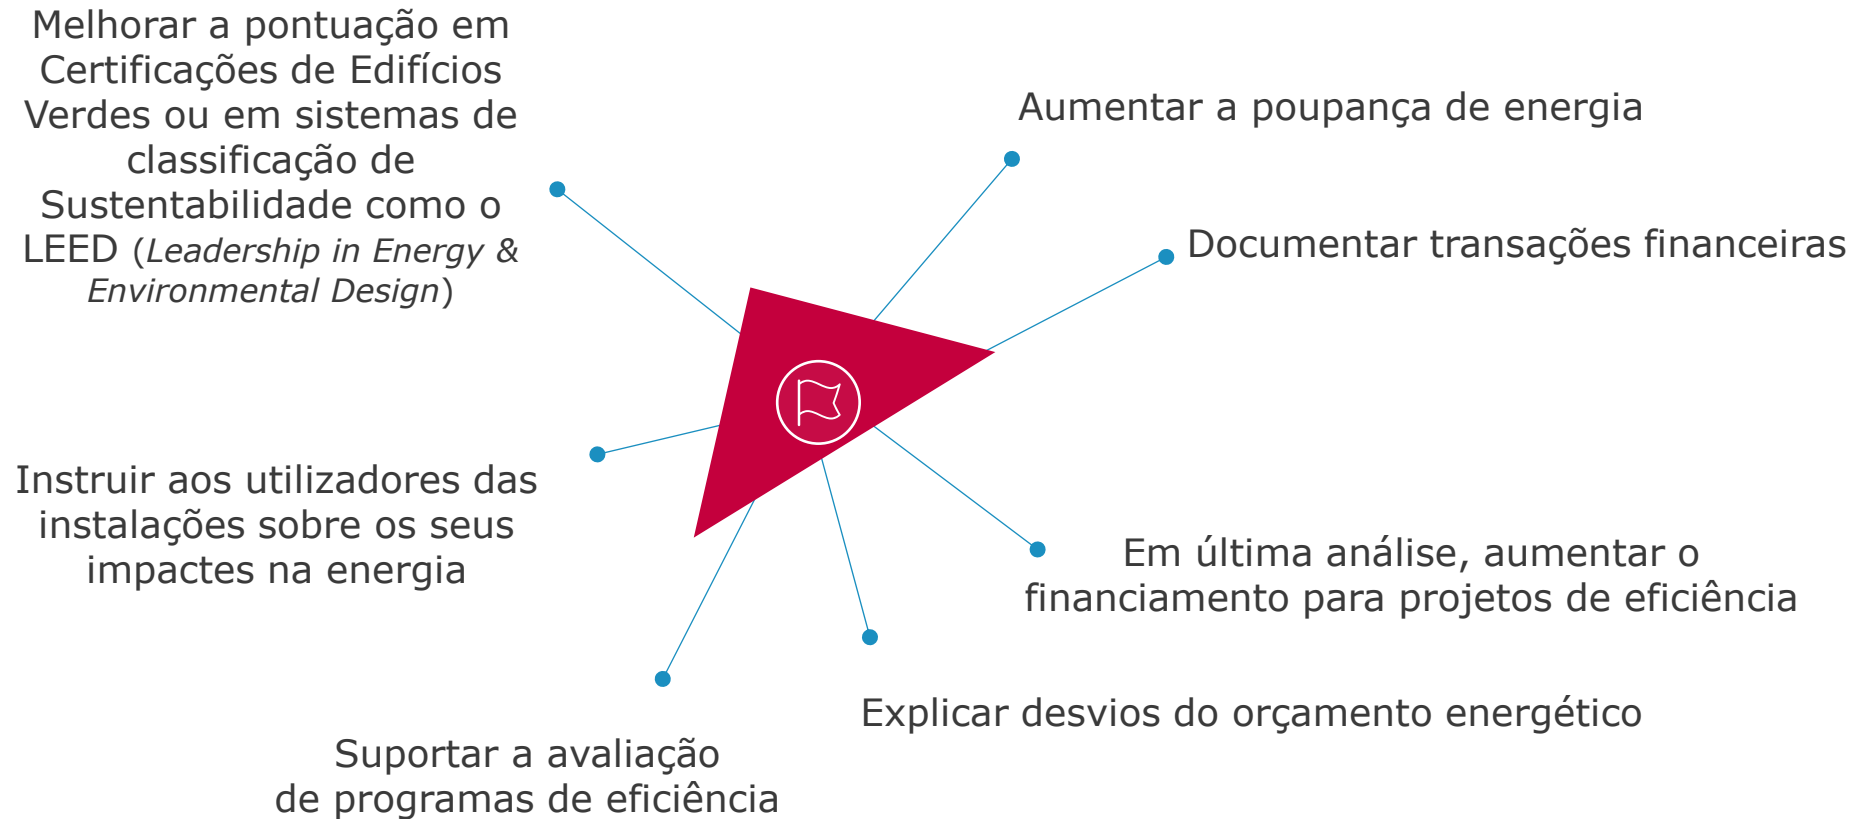 Melhorar a pontuação em
Certificações de Edifícios
Verdes ou em sistemas de
classificação de
Sustentabilidade como o
LEED (Leadership in Energy &
Environmental Design)
Aumentar a poupança de energia
Documentar transações financeiras
Instruir aos utilizadores das
instalações sobre os seus
impactes na energia
Em última análise, aumentar o
financiamento para projetos de eficiência
Explicar desvios do orçamento energético
Suportar a avaliação
de programas de eficiência